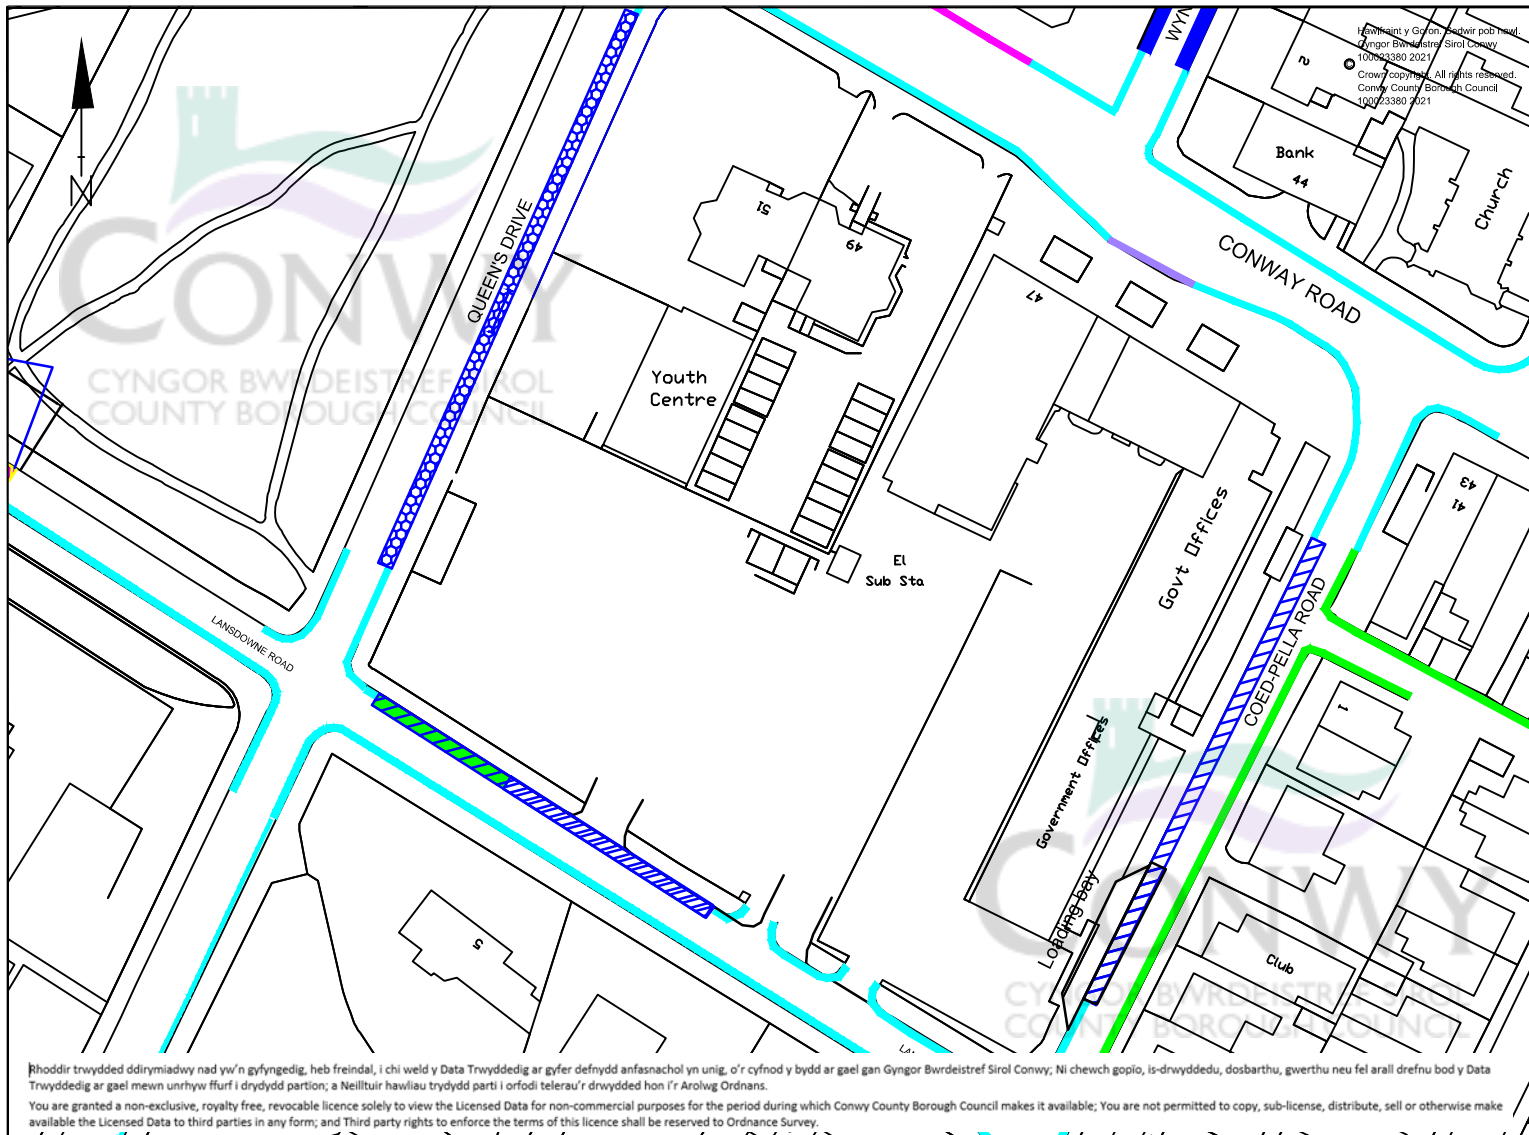 Hawlfraint y Goron. Cedwir pob hawl.
Cyngor Bwrdeistref Sirol Conwy
100023380 2021
© Crown copyright. All rights reserved.
Conwy County Borough Council
100023380 2021
WYN
2
Bank
44
Church
CONWAY ROAD
QUEEN'S DRIVE
51
49
47
CONWY
CYNGOR BWRDEISTREF SIROL
COUNTY BOROUGH COUNCIL
Youth
Centre
43
41
El
Sub Sta
Govt Offices
COED-PELLA ROAD
LANSDOWNE ROAD
1
Government Offices
Loading bay
5
Club
CONWY
CYNGOR BWRDEISTREF SIROL
COUNTY BOROUGH COUNCIL
LA
N
Rhoddir trwydded ddirymiadwy nad yw'n gyfyngedig, heb freindal, i chi weld y Data Trwyddedig ar gyfer defnydd anfasnachol yn unig, o'r cyfnod y bydd ar gael gan Gyngor Bwrdeistref Sirol Conwy; Ni chewch gopïo, is-drwyddedu, dosbarthu, gwerthu neu fel arall drefnu bod y Data
Trwyddedig ar gael mewn unrhyw ffurf i drydydd partion; a Neilltuir hawliau trydydd parti i orfodi telerau'r drwydded hon i'r Arolwg Ordnans.
You are granted a non-exclusive, royalty free, revocable licence solely to view the Licensed Data for non-commercial purposes for the period during which Conwy County Borough Council makes it available; You are not permitted to copy, sub-license, distribute, sell or otherwise make
available the Licensed Data to third parties in any form; and Third party rights to enforce the terms of this licence shall be reserved to Ordnance Survey.